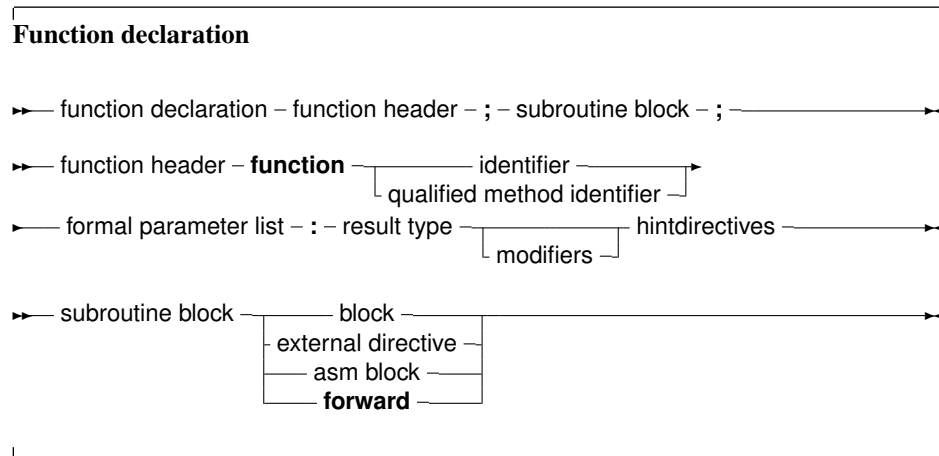 Function declaration
function declaration – function header – ; – subroutine block – ;
function header – function identifier
qualified method identifier
formal parameter list – : – result type hintdirectives
modifiers
subroutine block block
external directive
asm block
forward